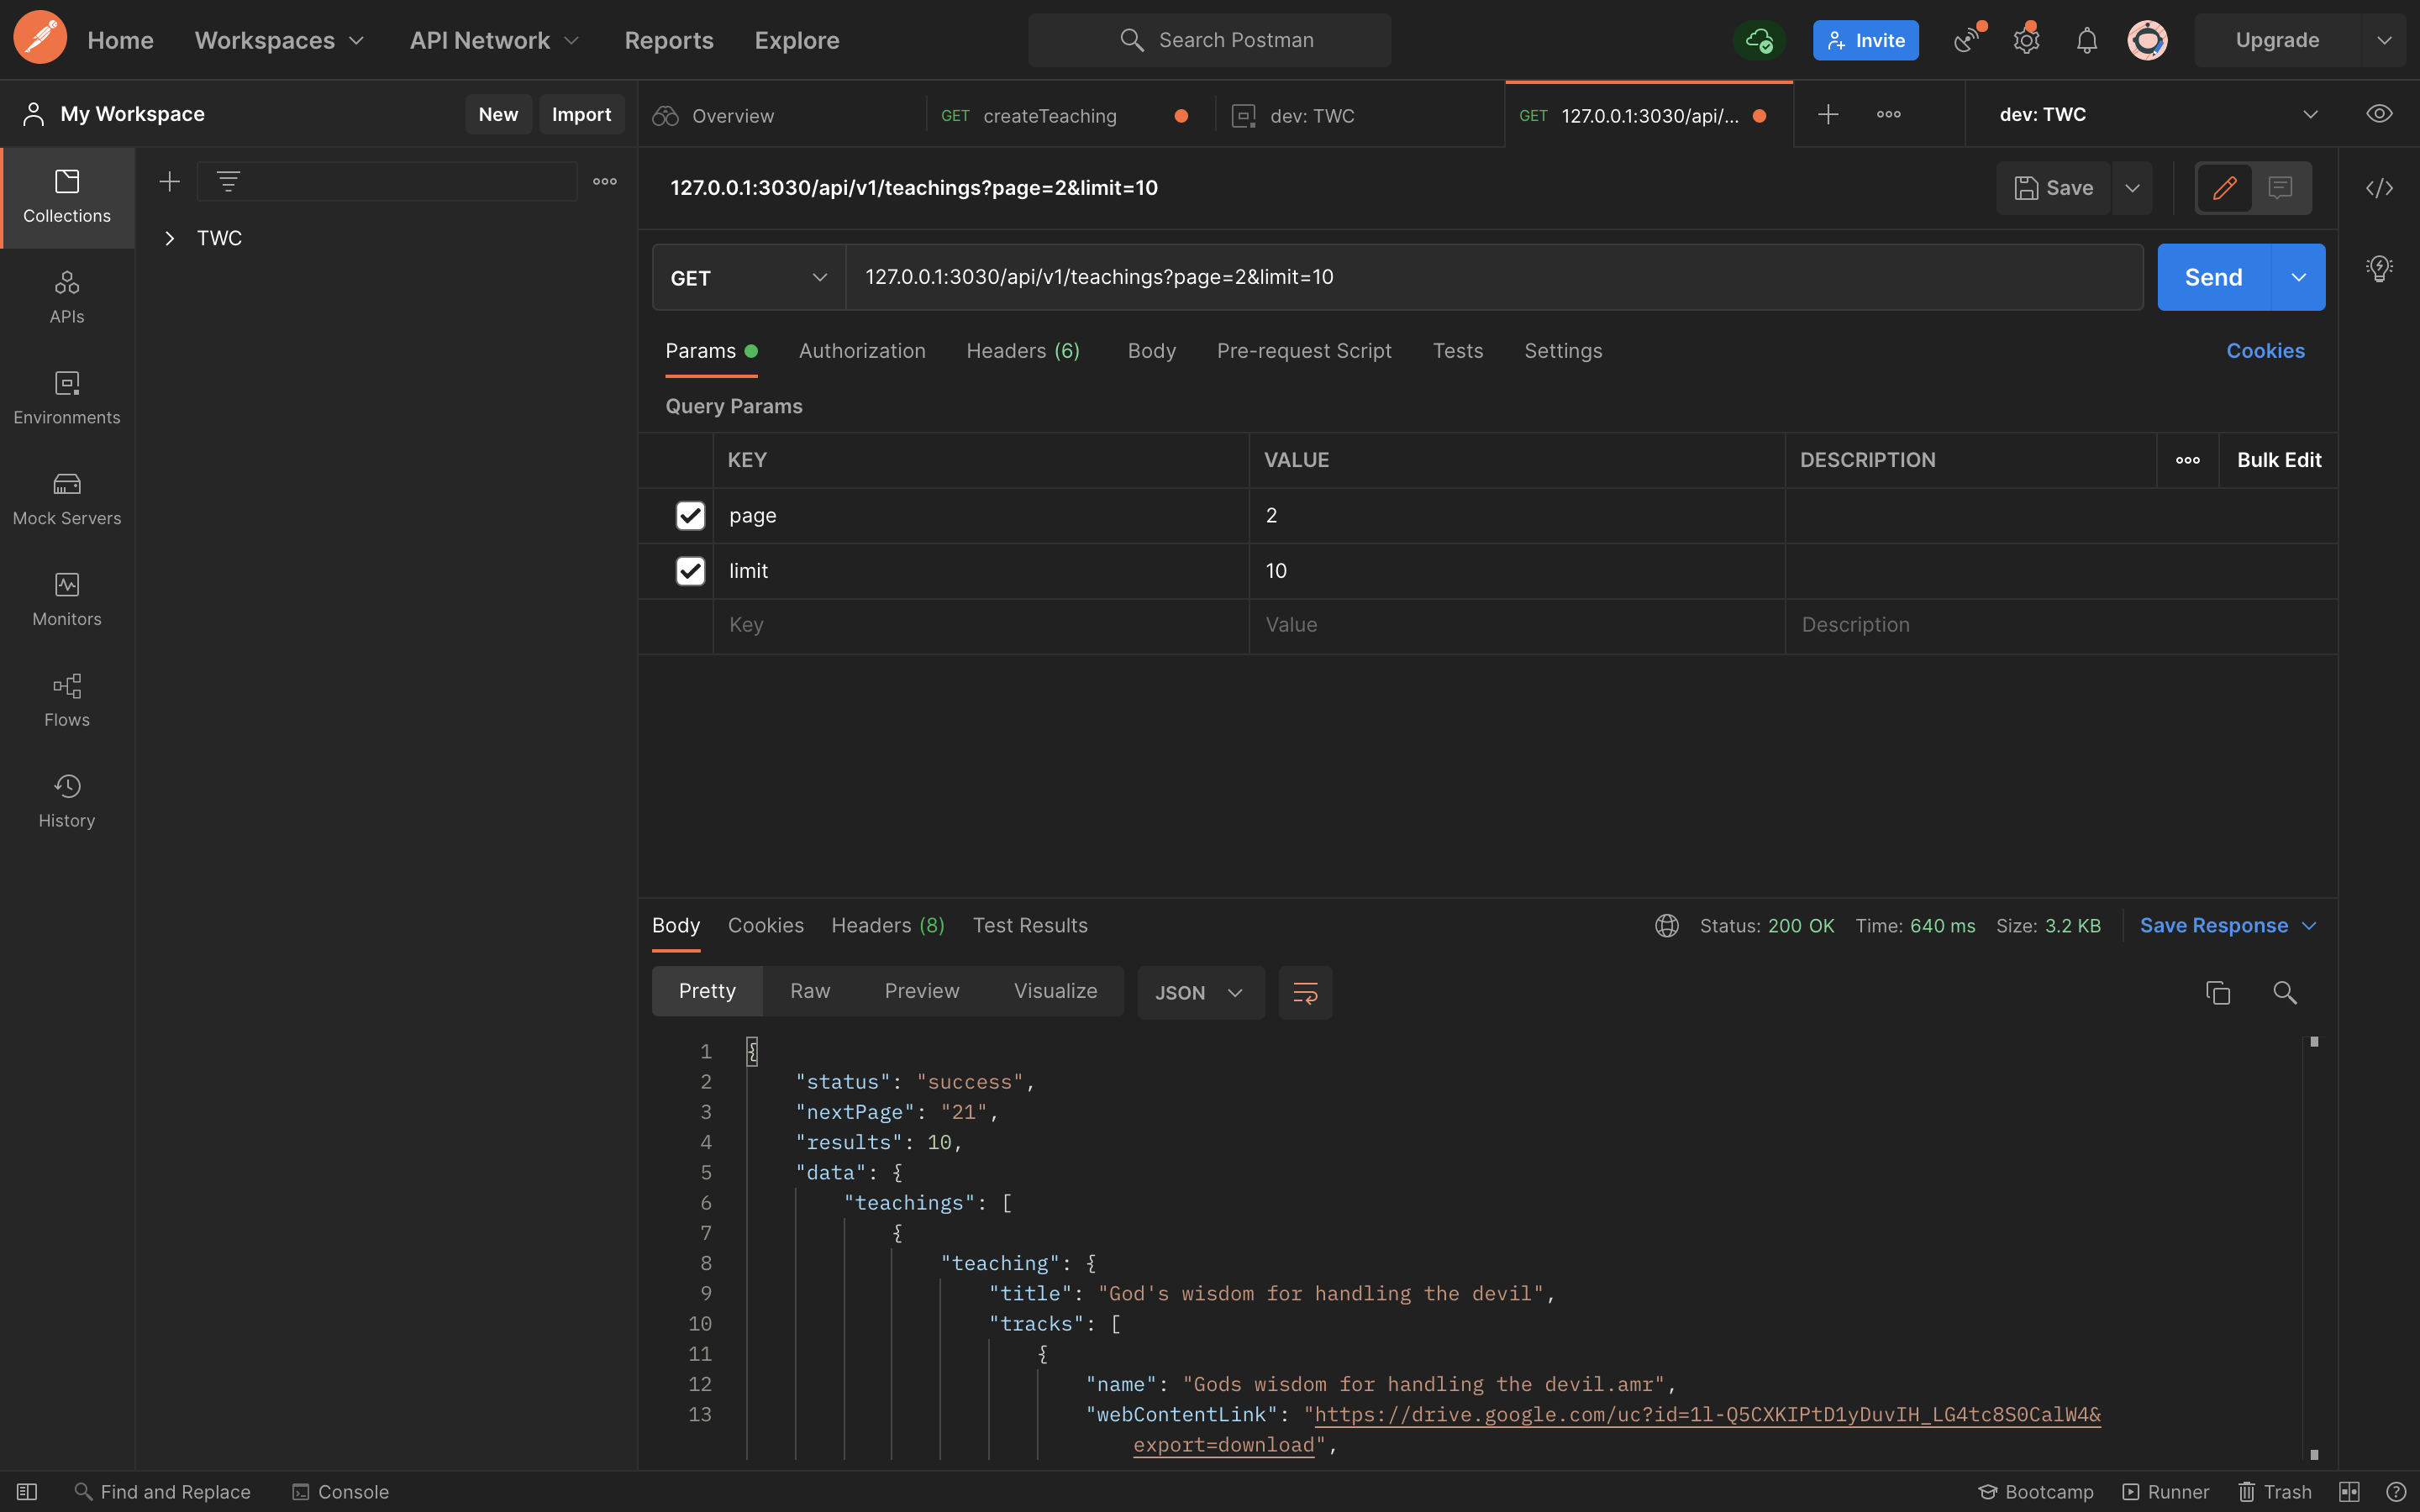 Home Workspaces API Network Reports Explore Search Postman Invite Upgrade
My Workspace New Import Overview GET createTeaching dev: TWC GET 127.0.0.1:3030/api/... dev: TWC
127.0.0.1:3030/api/v1/teachings?page=2&limit=10 Save
Collections
TWC
GET 127.0.0.1:3030/api/v1/teachings?page=2&limit=10 Send
APIs
Params Authorization Headers (6) Body Pre-request Script Tests Settings Cookies
Environments
Query Params
KEY VALUE DESCRIPTION Bulk Edit
Mock Servers
page 2
limit 10
Monitors
Key Value Description
Flows
History
Body Cookies Headers (8) Test Results Status: 200 OK Time: 640 ms Size: 3.2 KB Save Response
Pretty Raw Preview Visualize JSON
1 {
2 "status": "success",
3 "nextPage": "21",
4 "results": 10,
5 "data": {
6 "teachings": [
7 {
8 "teaching": {
9 "title": "God's wisdom for handling the devil",
10 "tracks": [
11 {
12 "name": "Gods wisdom for handling the devil.amr",
13 "webContentLink": "https://drive.google.com/uc?id=1l-Q5CXKIPtD1yDuvIH_LG4tc8S0CalW4&
export=download",
Find and Replace Console Bootcamp Runner Trash